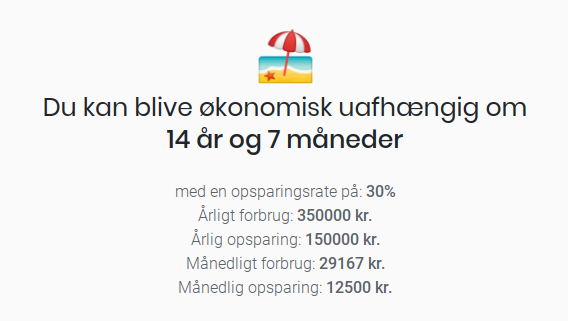 Du kan blive økonomisk uafhængig om
14 år og 7 måneder
med en opsparingsrate på: 30%
Årligt forbrug: 350000 kr.
Årlig opsparing: 150000 kr.
Månedligt forbrug: 29167 kr.
Månedlig opsparing: 12500 kr.